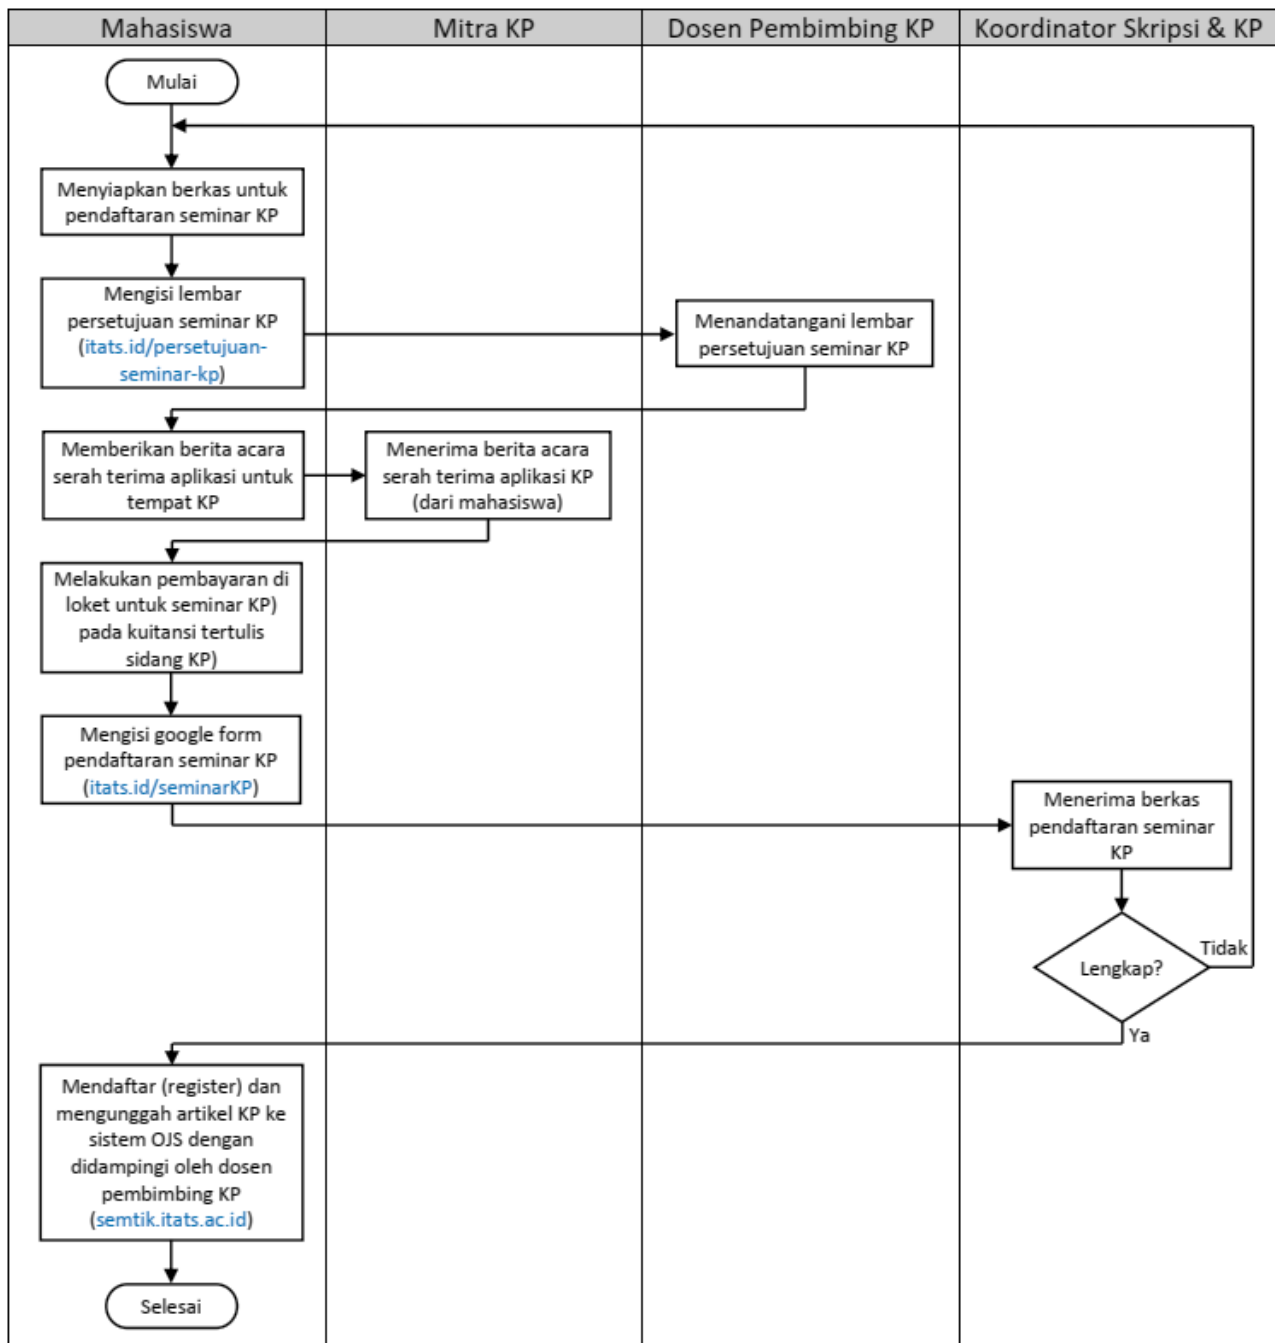 Mahasiswa
Mitra KP
Dosen Pembimbing KP
Koordinator Skripsi & KP
Mulai
Menyiapkan berkas untuk
pendaftaran seminar KP
Mengisi lembar
persetujuan seminar KP
(itats.id/persetujuan-
seminar-kp)
Menandatangani lembar
persetujuan seminar KP
Memberikan berita acara
serah terima aplikasi untuk
tempat KP
Menerima berita acara
serah terima aplikasi KP
(dari mahasiswa)
Melakukan pembayaran di
loket untuk seminar KP)
pada kuitansi tertulis
sidang KP)
Mengisi google form
pendaftaran seminar KP
(itats.id/seminarKP)
Menerima berkas
pendaftaran seminar
KP
Lengkap?
Tidak
Ya
Mendaftar (register) dan
mengunggah artikel KP ke
sistem OJS dengan
didampingi oleh dosen
pembimbing KP
(semtik.itats.ac.id)
Selesai